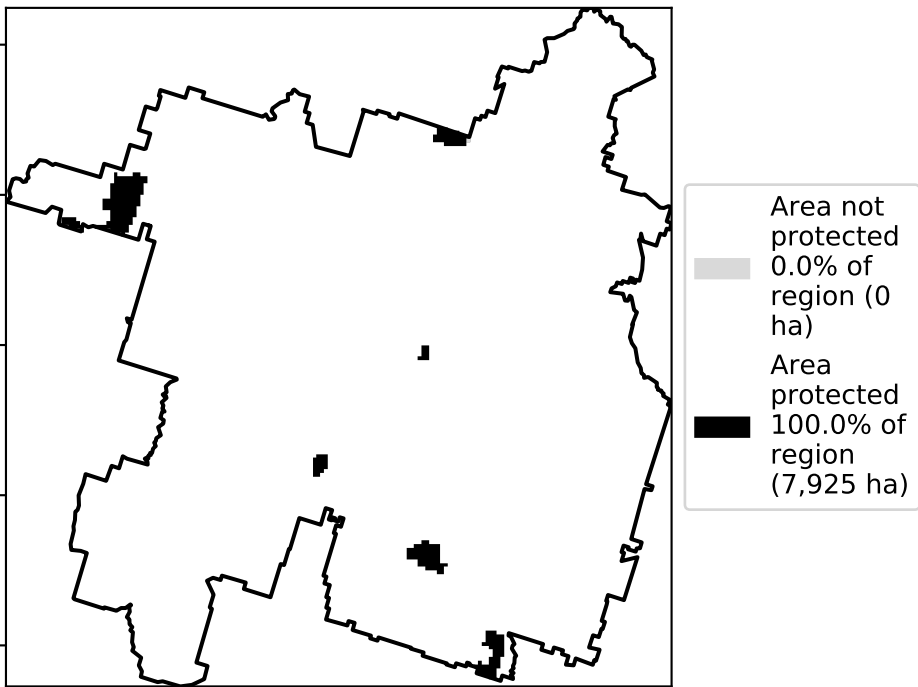 Area not
protected
0.0% of
region (0
ha)
Area
protected
100.0% of
region
(7,925 ha)